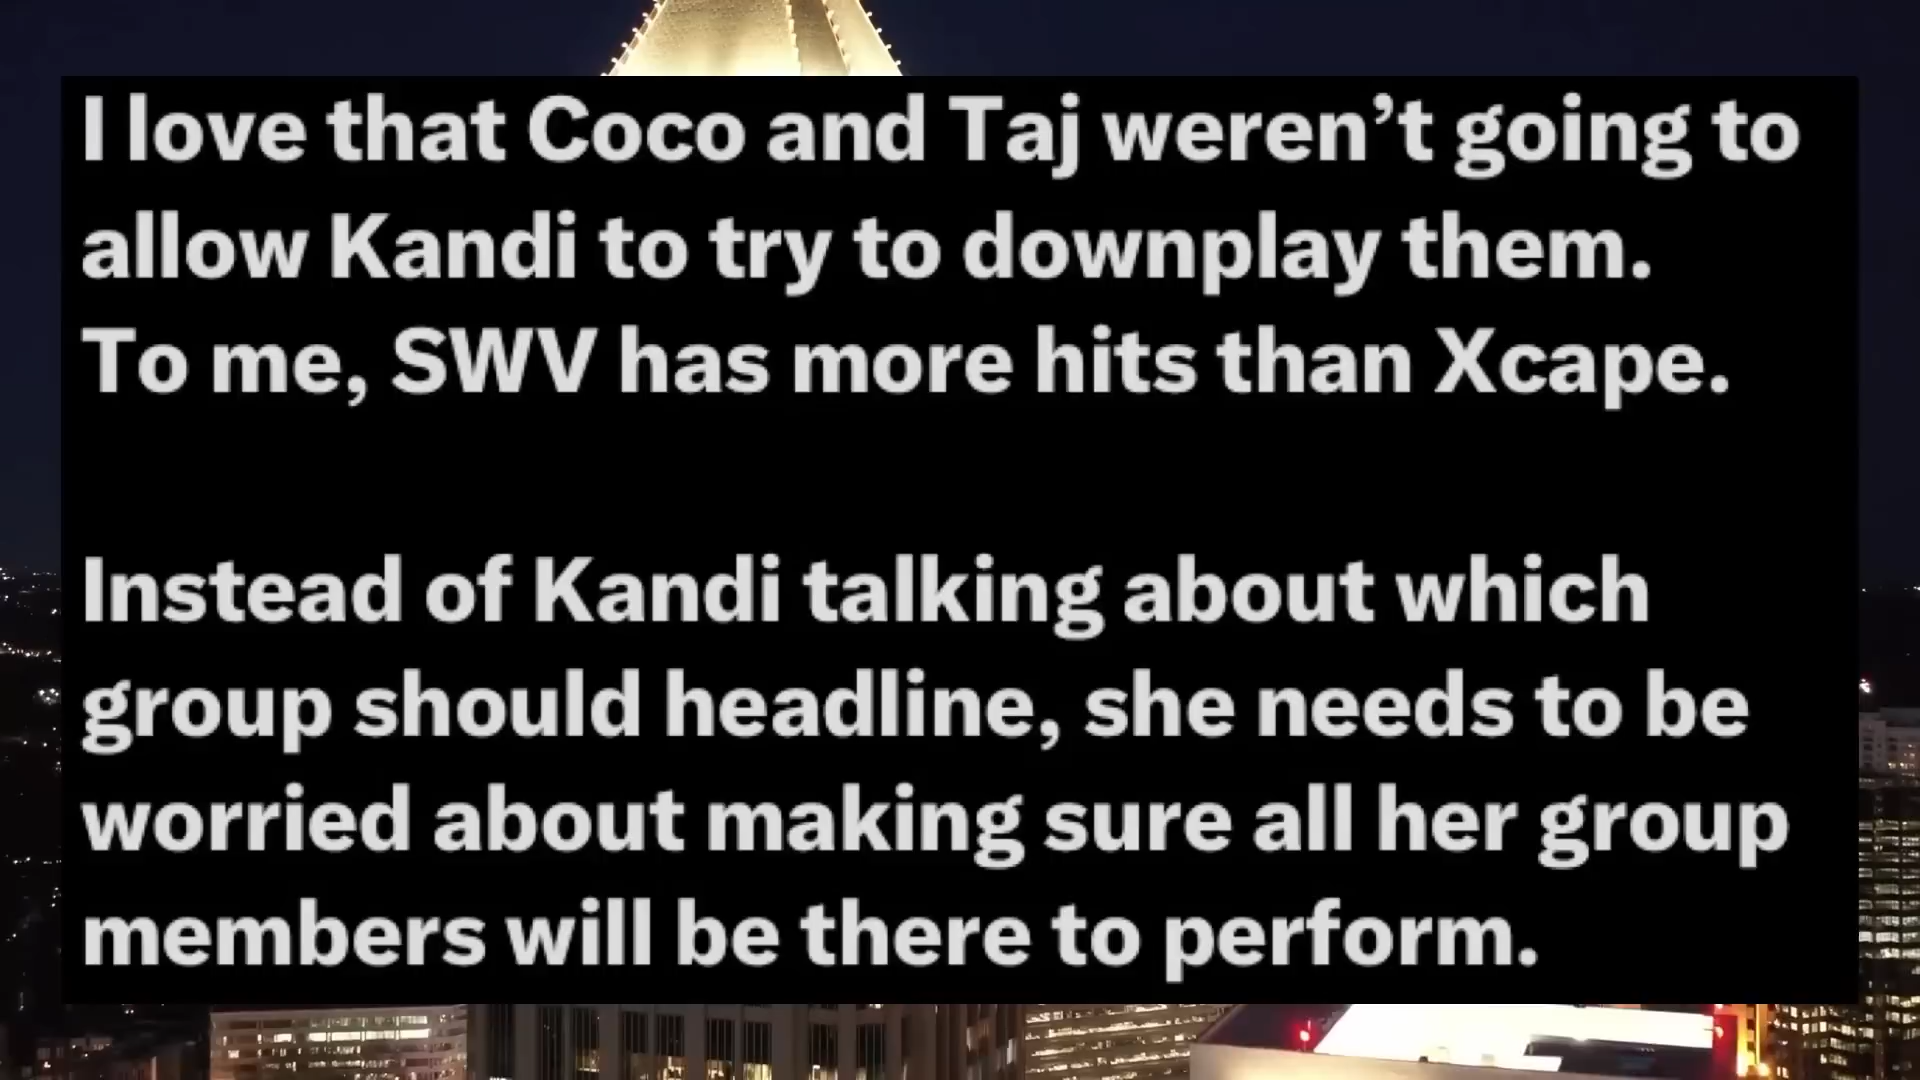 I love that Coco and Taj weren’t going to
allow Kandi to try to downplay them.
To me, SWV has more hits than Xcape.
Instead of Kandi talking about which
group should headline, she needs to be
worried about making sure all her group
members will be there to perform.